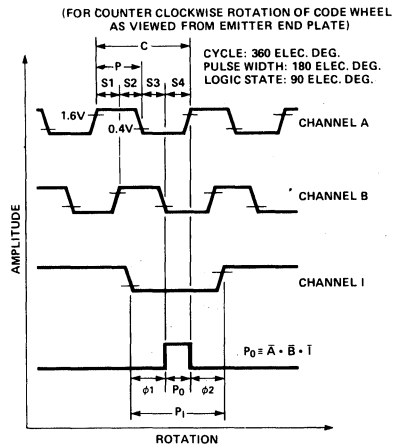 (FOR COUNTER CLOCKWISE ROTATION OF CODE WHEEL
AS VIEWED FROM EMITTER END PLATE)
C
CYCLE: 360 ELEC. DEG.
PULSE WIDTH: 180 ELEC. DEG.
LOGIC STATE: 90 ELEC. DEG.
P
S1 S2 S3 S4
1.6V
0.4V
CHANNEL A
CHANNEL B
AMPLITUDE
CHANNEL I
P₀ ≡ A̅ • B̅ • I̅
ϕ1 P₀ ϕ2
Pᵢ
ROTATION